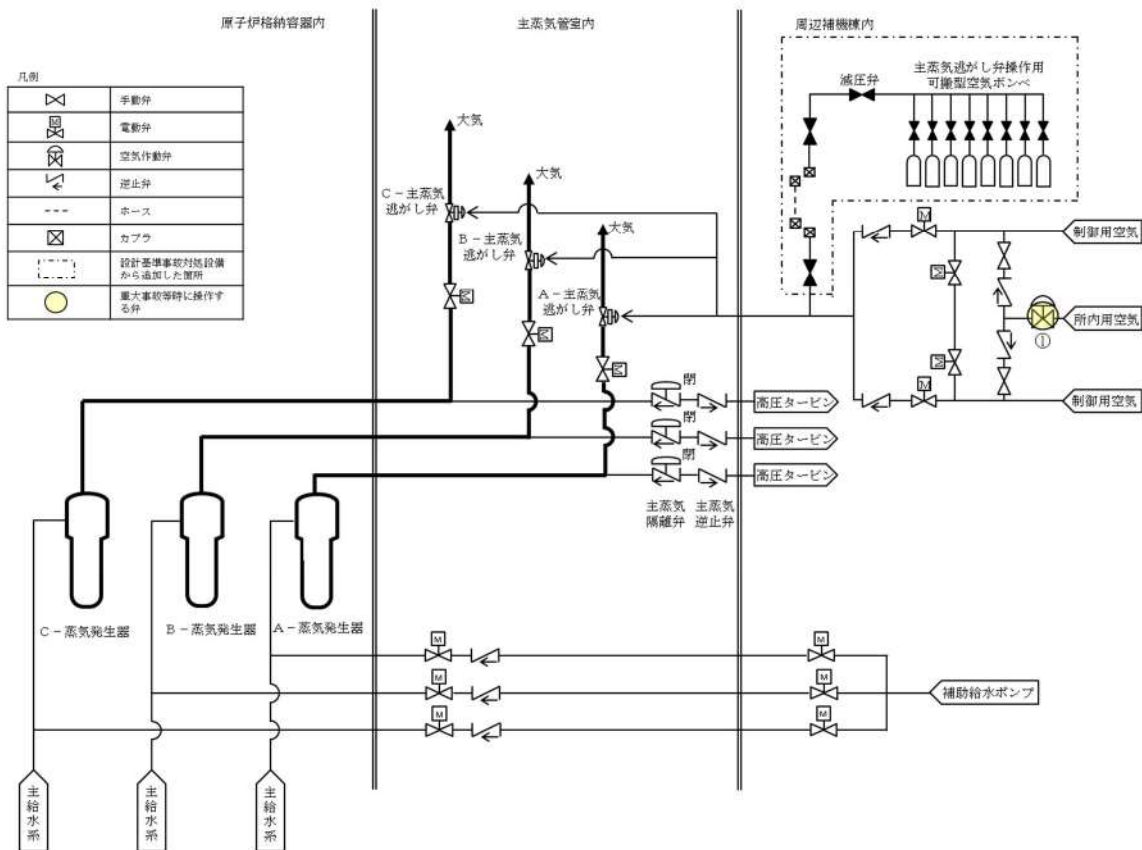 原子炉格納容器内
主蒸気管室内
周辺補機棟内
凡例
手動弁
M
電動弁
空気作動弁
逆止弁
ホース
カプラ
設計基準事故対処設備
から追加した箇所
重大事故等時に操作す
る弁
減圧弁
主蒸気逃がし弁操作用
可搬型空気ボンベ
大気
大気
大気
C－主蒸気
逃がし弁
B－主蒸気
逃がし弁
A－主蒸気
逃がし弁
M
M
M
M
M
M
M
制御用空気
所内用空気
①
制御用空気
閉
高圧タービン
閉
高圧タービン
閉
高圧タービン
主蒸気
隔離弁
主蒸気
逆止弁
C－蒸気発生器
B－蒸気発生器
A－蒸気発生器
M
M
M
M
M
M
補助給水ポンプ
主給水系
主給水系
主給水系